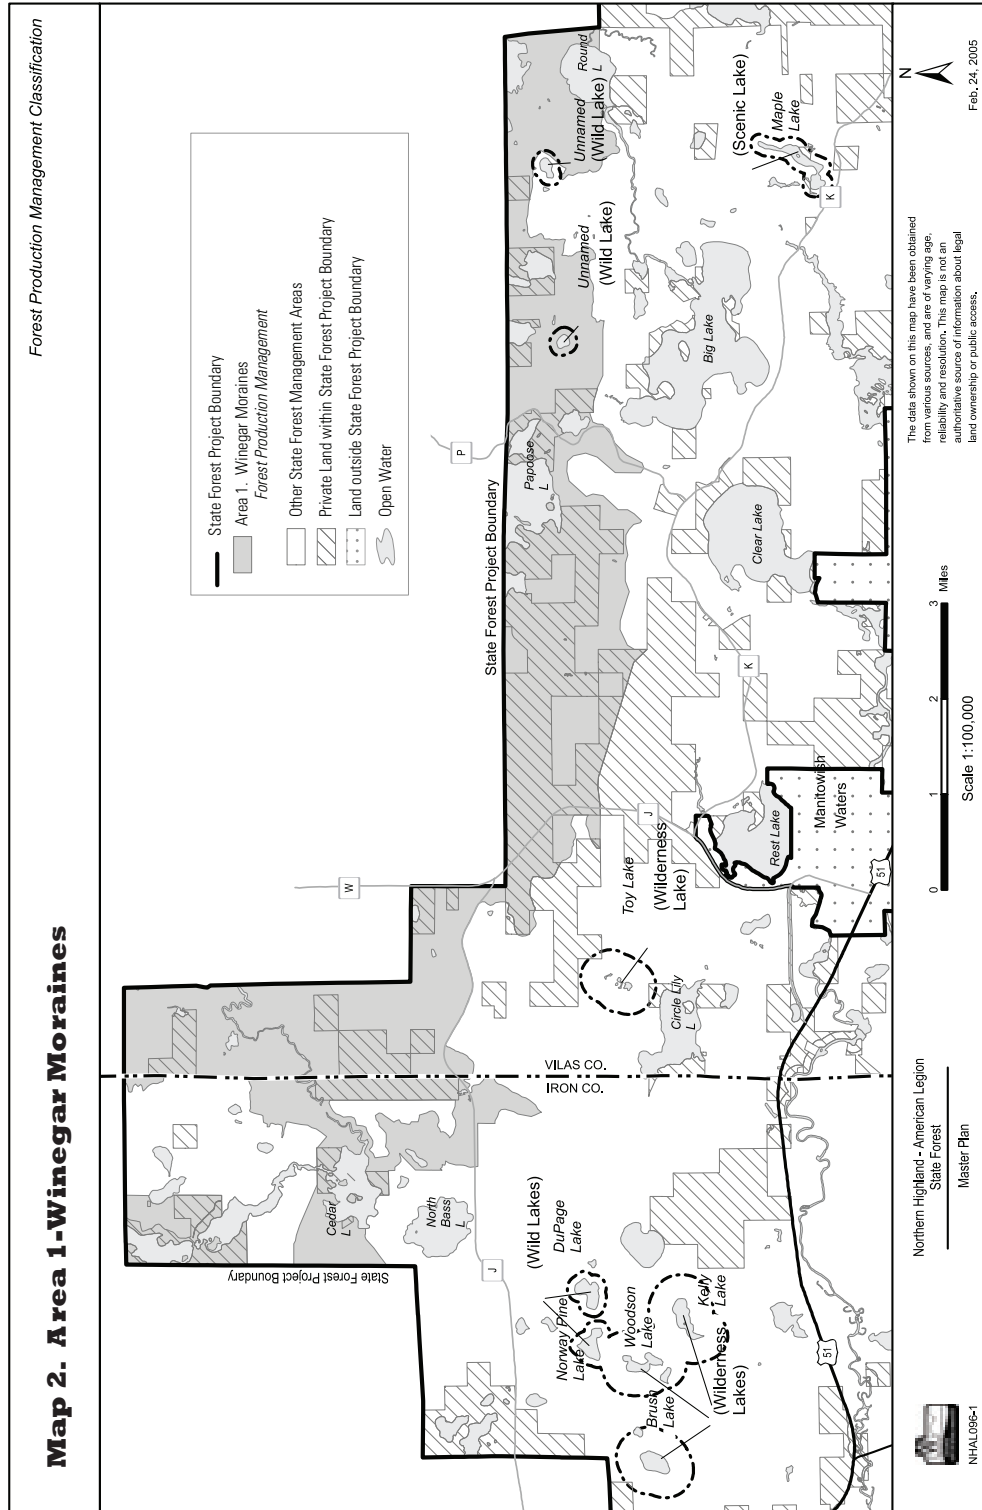 Map 2. Area 1-Winegar Moraines
Forest Production Management Classification
State Forest Project Boundary
Area 1. Winegar Moraines
Forest Production Management
Other State Forest Management Areas
Private Land within State Forest Project Boundary
Land outside State Forest Project Boundary
Open Water
State Forest Project Boundary
State Forest Project Boundary
W
P
Cedar
L
North
Bass
L
J
VILAS CO.
IRON CO.
Papoose
L
Unnamed
(Wild Lake)
Unnamed
(Wild Lake)
Round
L
(Wild Lakes)
DuPage
Lake
Norway Pine
Lake
Woodson
Lake
Kelly
Lake
Brush
Lake
(Wilderness
Lakes)
Toy Lake
(Wilderness
Lake)
J
Circle Lily
L
Rest Lake
Manitowish
Waters
K
Clear Lake
Big Lake
(Scenic Lake)
Maple
Lake
K
51
51
NHAL096-1
Northern Highland - American Legion
State Forest
Master Plan
0
1
2
3
Miles
Scale 1:100,000
The data shown on this map have been obtained
from various sources, and are of varying age,
reliability and resolution. This map is not an
authoritative source of information about legal
land ownership or public access.
N
Feb. 24, 2005